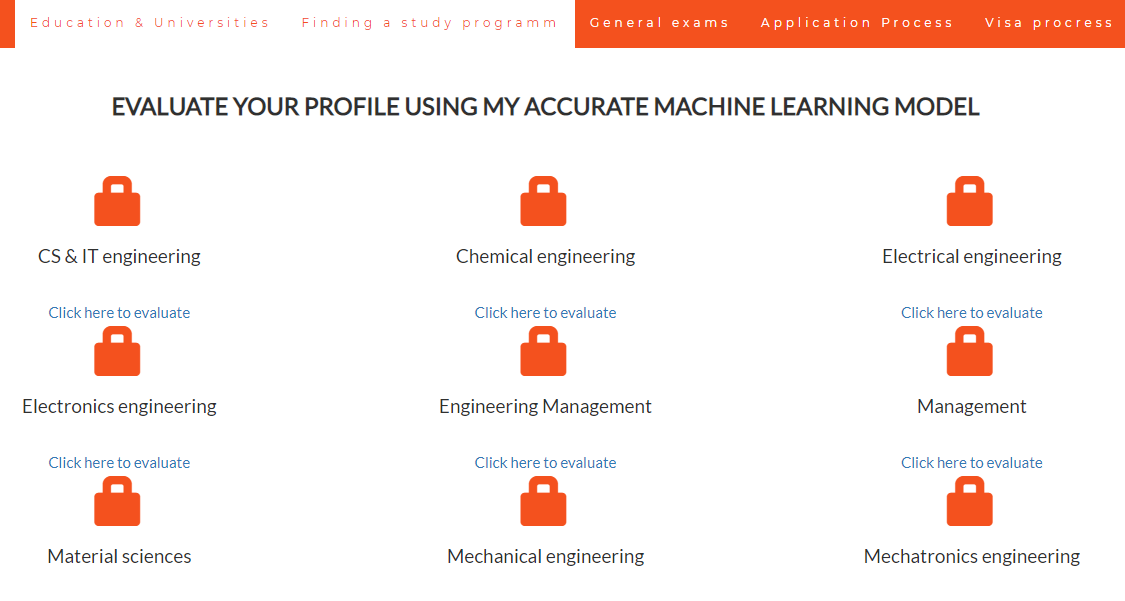 Education & Universities Finding a study programm General exams Application Process Visa procress
EVALUATE YOUR PROFILE USING MY ACCURATE MACHINE LEARNING MODEL
CS & IT engineering Chemical engineering Electrical engineering
Click here to evaluate Click here to evaluate Click here to evaluate
Electronics engineering Engineering Management Management
Click here to evaluate Click here to evaluate Click here to evaluate
Material sciences Mechanical engineering Mechatronics engineering